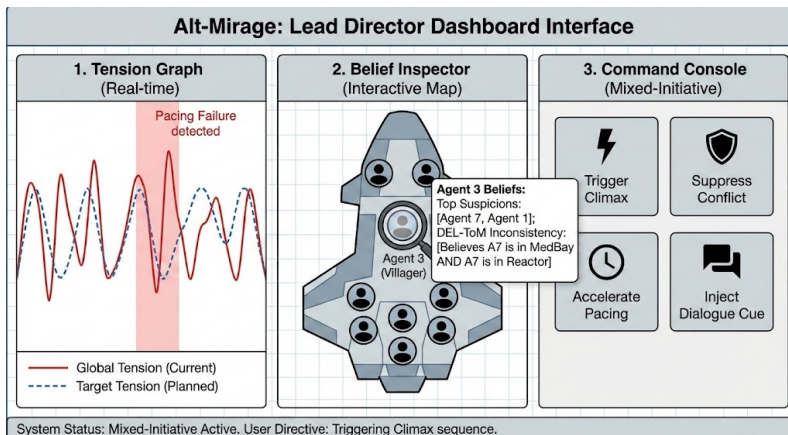 Alt-Mirage: Lead Director Dashboard Interface
1. Tension Graph
(Real-time)
Pacing Failure
detected
Global Tension (Current)
Target Tension (Planned)
2. Belief Inspector
(Interactive Map)
Agent 3
(Villager)
Agent 3 Beliefs:
Top Suspicions:
[Agent 7, Agent 1];
DEL-ToM Inconsistency:
[Believes A7 is in MedBay
AND A7 is in Reactor]
3. Command Console
(Mixed-Initiative)
Trigger
Climax
Suppress
Conflict
Accelerate
Pacing
Inject
Dialogue Cue
System Status: Mixed-Initiative Active. User Directive: Triggering Climax sequence.